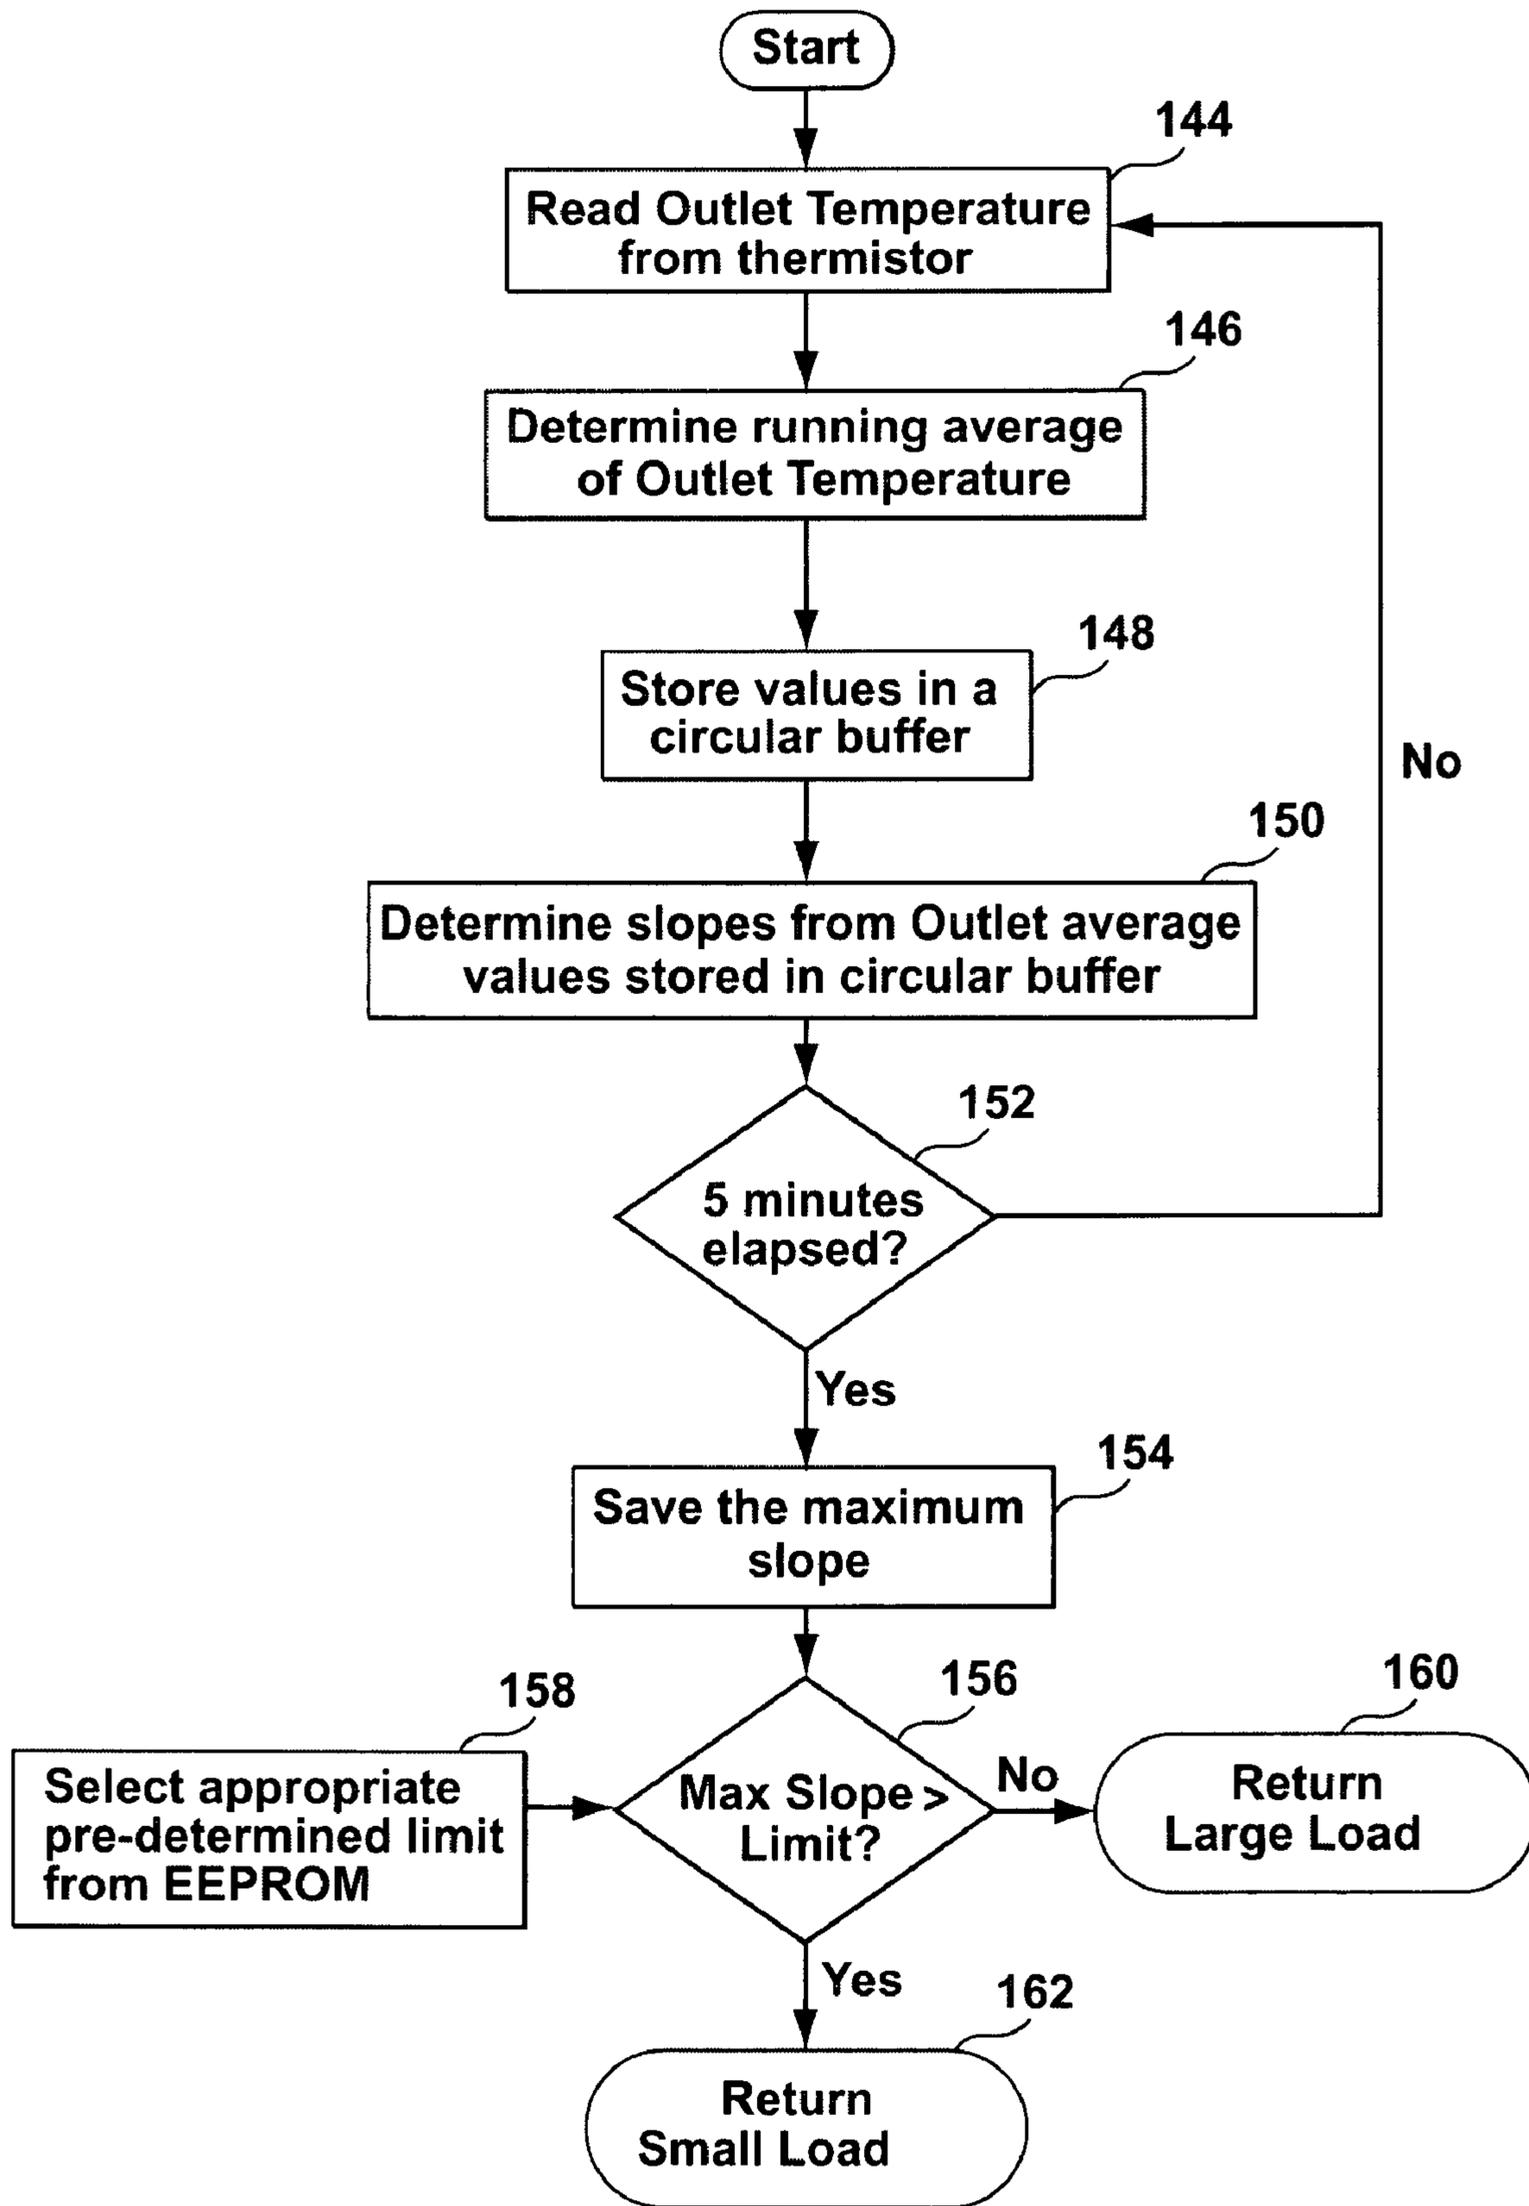 Start
144
Read Outlet Temperature
from thermistor
146
Determine running average
of Outlet Temperature
148
Store values in a
circular buffer
No
150
Determine slopes from Outlet average
values stored in circular buffer
152
5 minutes
elapsed?
Yes
154
Save the maximum
slope
158
Select appropriate
pre-determined limit
from EEPROM
156
Max Slope >
Limit?
No
160
Return
Large Load
Yes
162
Return
Small Load